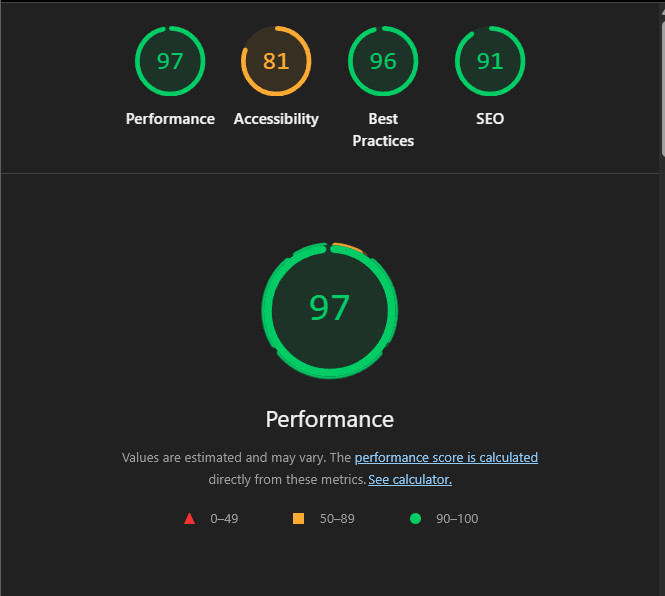 97
81
96
91
Performance
Accessibility
Best
Practices
SEO
97
Performance
Values are estimated and may vary. The performance score is calculated
directly from these metrics. See calculator.
0–49
50–89
90–100